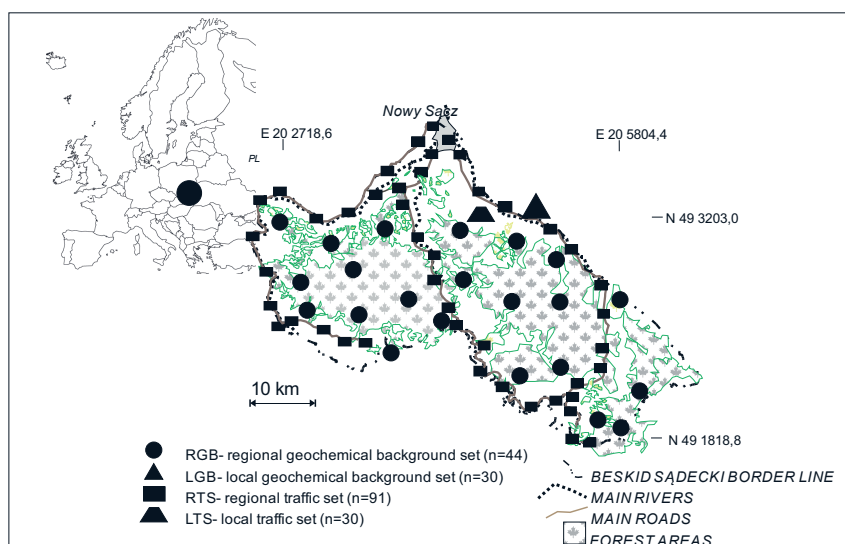 Nowy Sącz
E 20 2718,6
E 20 5804,4
PL
N 49 3203,0
10 km
N 49 1818,8
RGB- regional geochemical background set (n=44)
LGB- local geochemical background set (n=30)
RTS- regional traffic set (n=91)
LTS- local traffic set (n=30)
BESKID SĄDECKI BORDER LINE
MAIN RIVERS
MAIN ROADS
FOREST AREAS